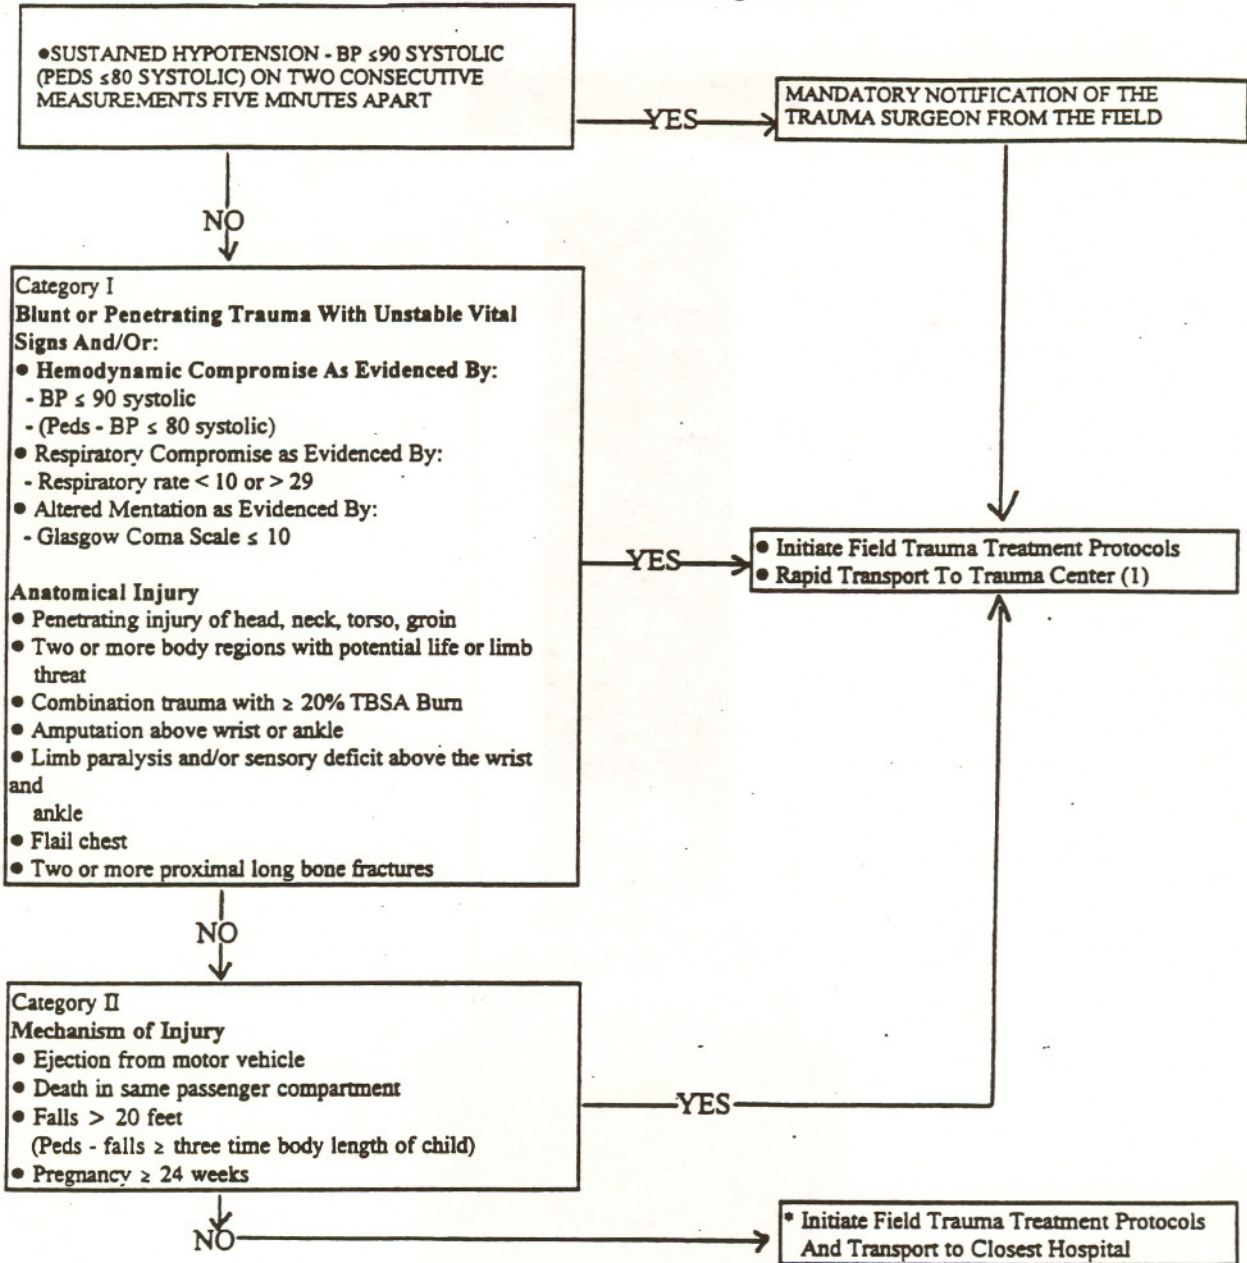 ●SUSTAINED HYPOTENSION - BP ≤90 SYSTOLIC
(PEDS ≤80 SYSTOLIC) ON TWO CONSECUTIVE
MEASUREMENTS FIVE MINUTES APART
YES
MANDATORY NOTIFICATION OF THE
TRAUMA SURGEON FROM THE FIELD
NO
Category I
Blunt or Penetrating Trauma With Unstable Vital
Signs And/Or:
● Hemodynamic Compromise As Evidenced By:
- BP ≤ 90 systolic
- (Peds - BP ≤ 80 systolic)
● Respiratory Compromise as Evidenced By:
- Respiratory rate < 10 or > 29
● Altered Mentation as Evidenced By:
- Glasgow Coma Scale ≤ 10
Anatomical Injury
● Penetrating injury of head, neck, torso, groin
● Two or more body regions with potential life or limb
threat
● Combination trauma with ≥ 20% TBSA Burn
● Amputation above wrist or ankle
● Limb paralysis and/or sensory deficit above the wrist
and
ankle
● Flail chest
● Two or more proximal long bone fractures
YES
● Initiate Field Trauma Treatment Protocols
● Rapid Transport To Trauma Center (1)
NO
Category II
Mechanism of Injury
● Ejection from motor vehicle
● Death in same passenger compartment
● Falls > 20 feet
(Peds - falls ≥ three time body length of child)
● Pregnancy ≥ 24 weeks
YES
NO
* Initiate Field Trauma Treatment Protocols
And Transport to Closest Hospital